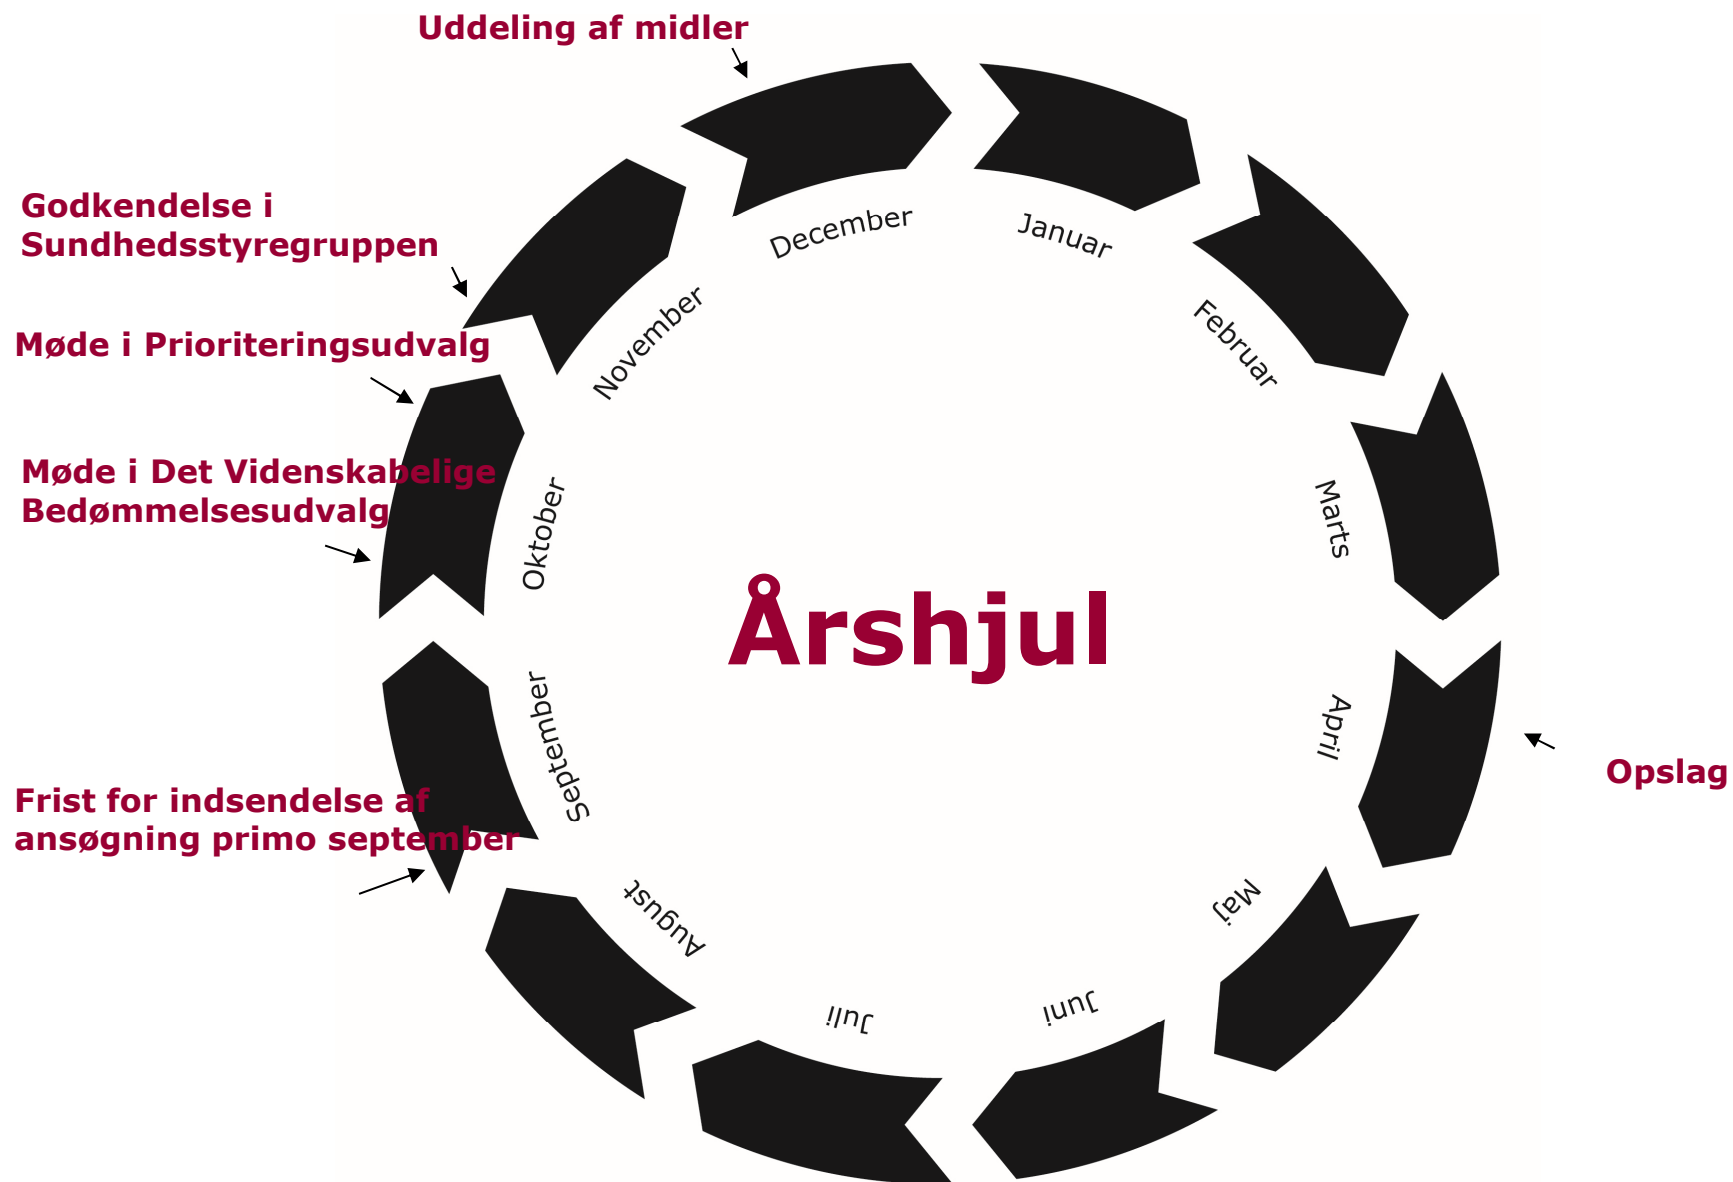 Uddeling af midler
Godkendelse i
Sundhedsstyregruppen
Møde i Prioriteringsudvalg
Møde i Det Videnskabelige
Bedømmelsesudvalg
Frist for indsendelse af
ansøgning primo september
Opslag
Årshjul
Januar
Februar
Marts
April
Maj
Juni
Juli
August
September
Oktober
November
December